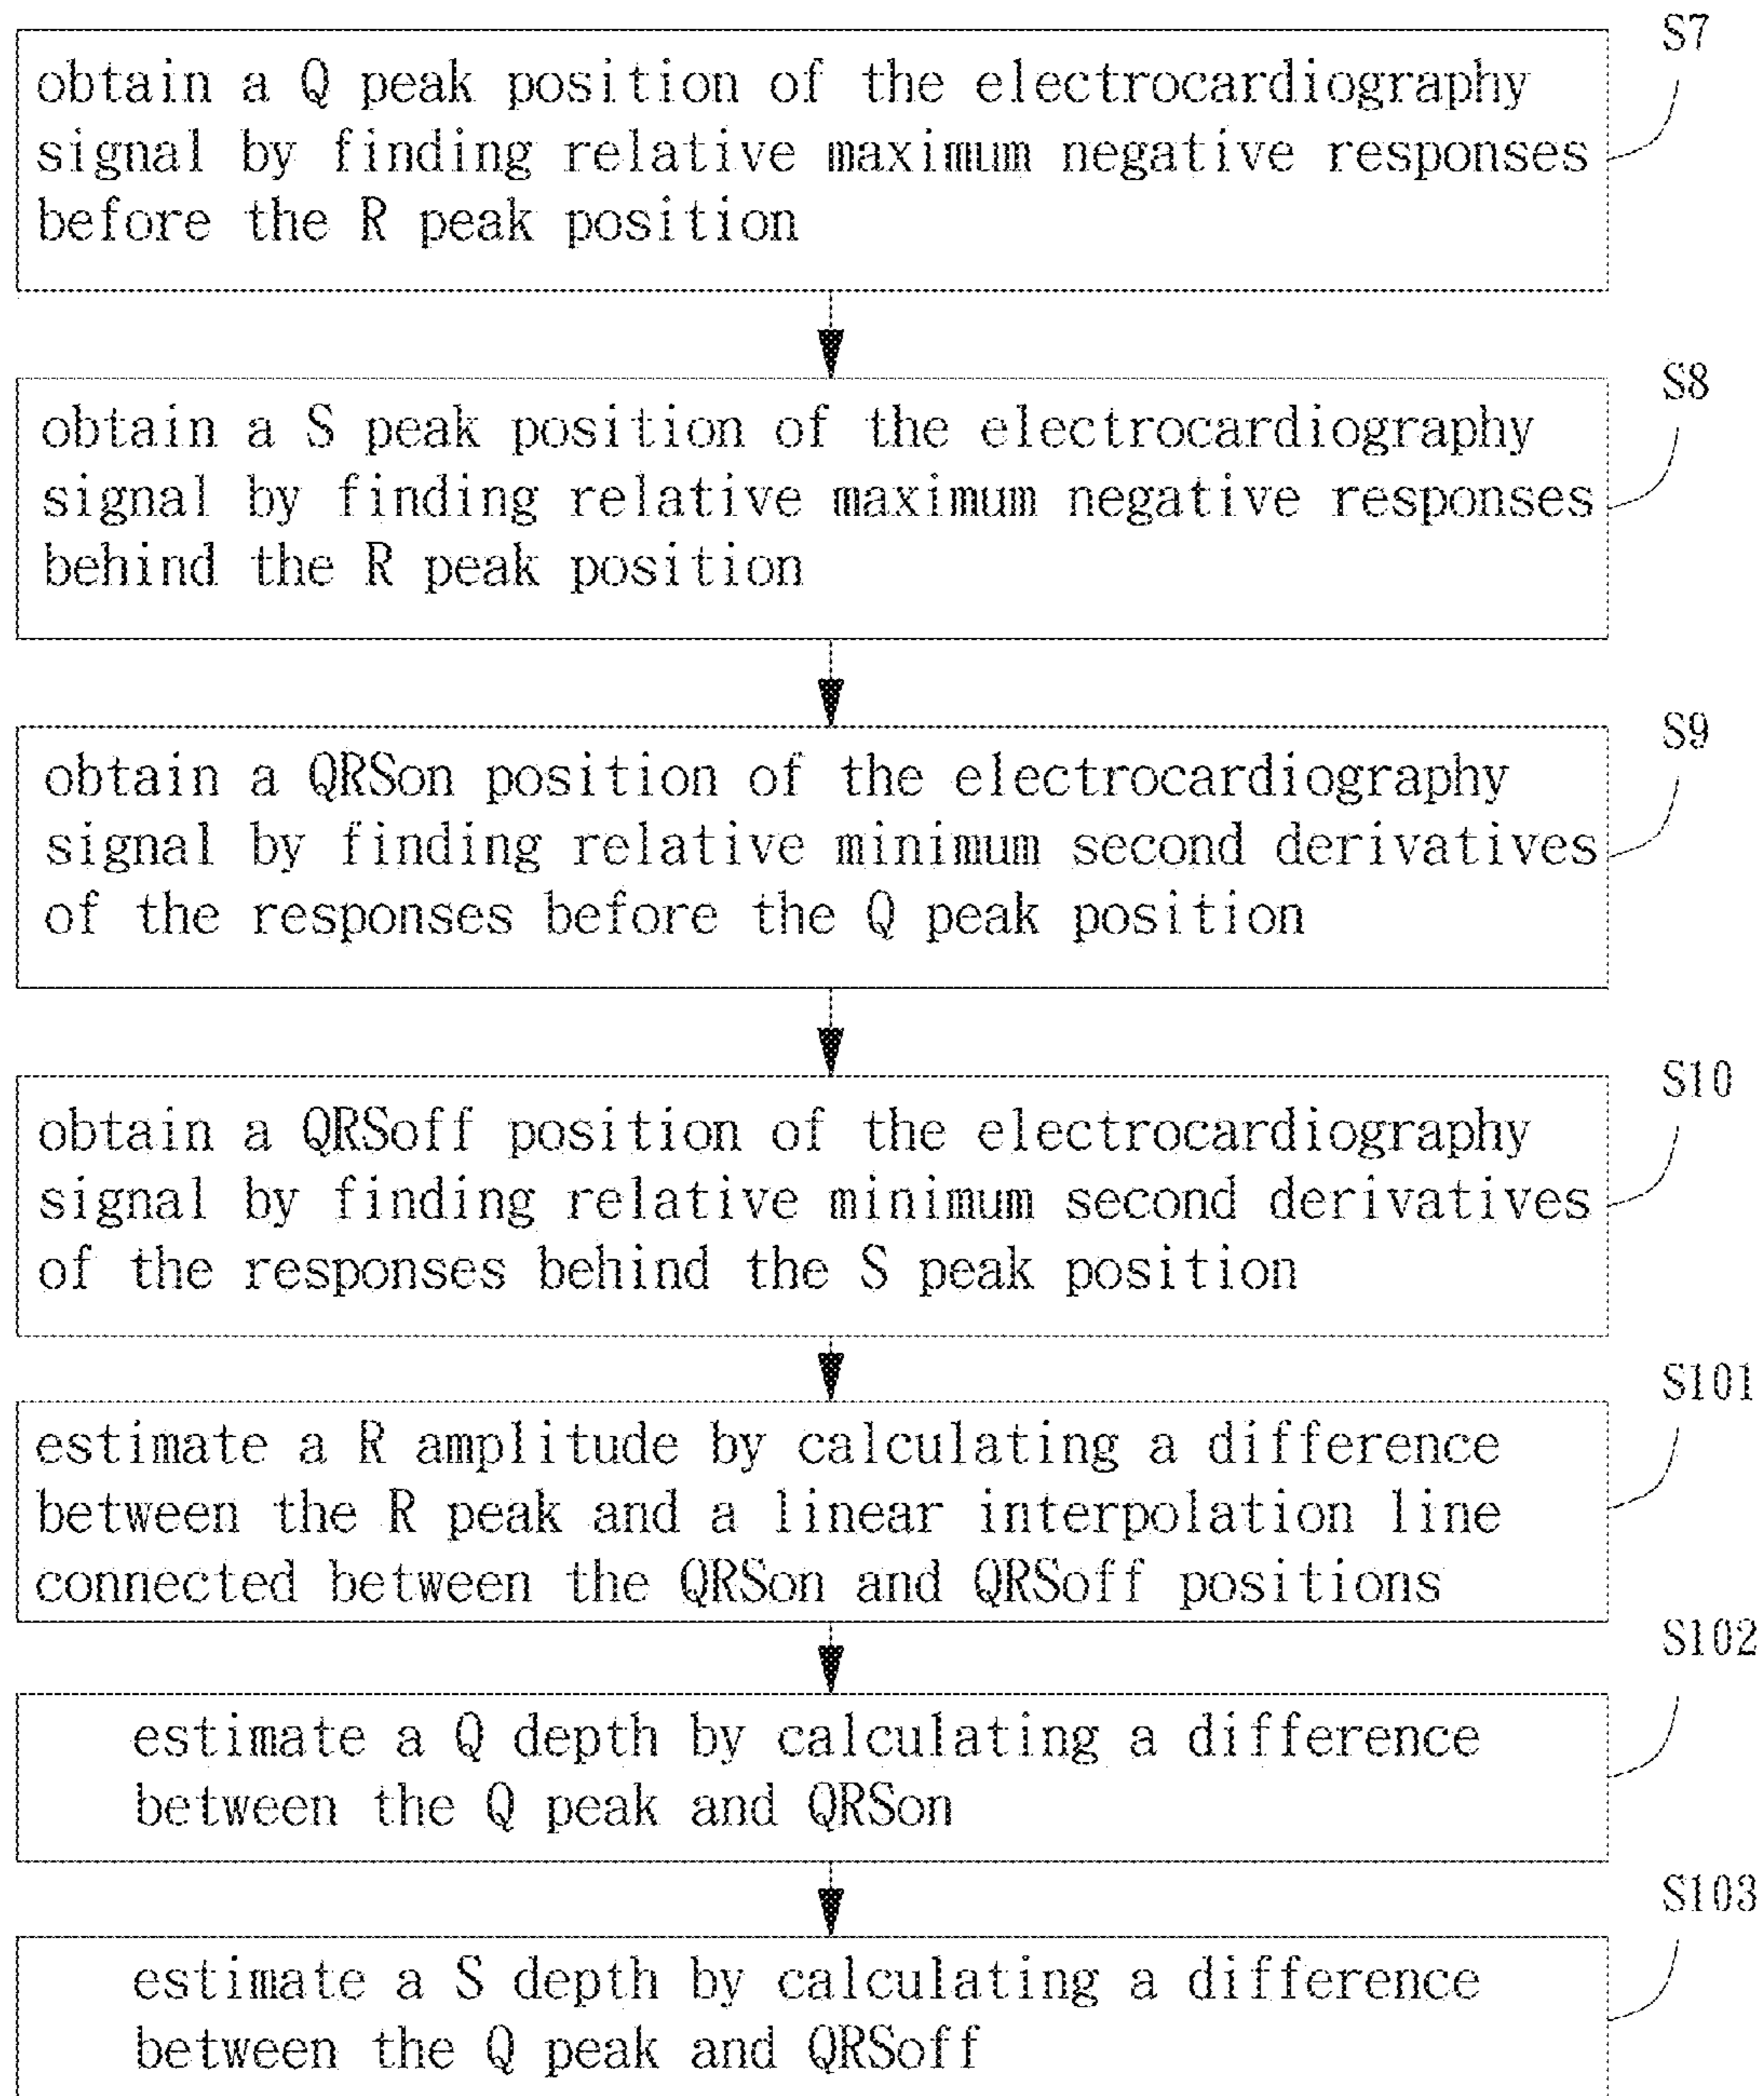 S7
obtain a Q peak position of the electrocardiography
signal by finding relative maximum negative responses
before the R peak position
S8
obtain a S peak position of the electrocardiography
signal by finding relative maximum negative responses
behind the R peak position
S9
obtain a QRSon position of the electrocardiography
signal by finding relative minimum second derivatives
of the responses before the Q peak position
S10
obtain a QRSoff position of the electrocardiography
signal by finding relative minimum second derivatives
of the responses behind the S peak position
S101
estimate a R amplitude by calculating a difference
between the R peak and a linear interpolation line
connected between the QRSon and QRSoff positions
S102
estimate a Q depth by calculating a difference
between the Q peak and QRSon
S103
estimate a S depth by calculating a difference
between the Q peak and QRSoff